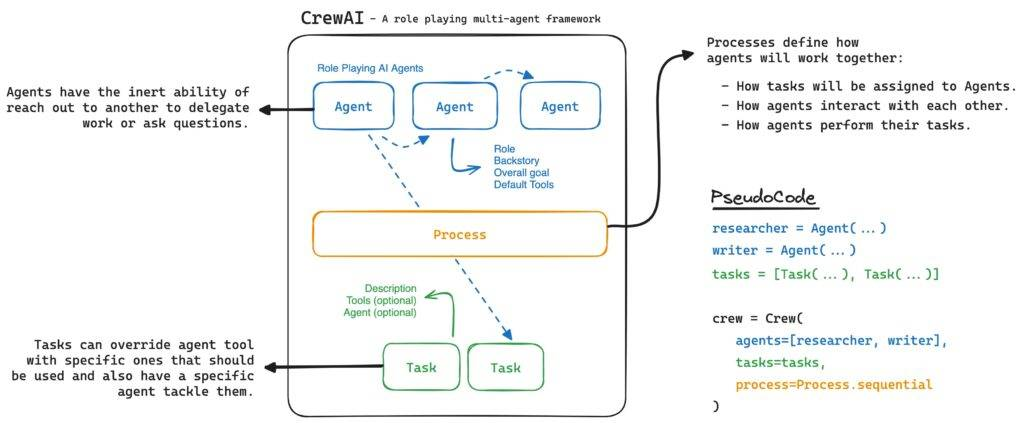 CrewAI - A role playing multi-agent framework
Role Playing AI Agents
Agent
Agent
Agent
Agents have the inert ability of
reach out to another to delegate
work or ask questions.
Role
Backstory
Overall goal
Default Tools
Process
Description
Tools (optional)
Agent (optional)
Task
Task
Tasks can override agent tool
with specific ones that should
be used and also have a specific
agent tackle them.
Processes define how
agents will work together:
- How tasks will be assigned to Agents.
- How agents interact with each other.
- How agents perform their tasks.
PseudoCode
researcher = Agent(...)
writer = Agent(...)
tasks = [Task(...), Task(...)]
crew = Crew(
agents=[researcher, writer],
tasks=tasks,
process=Process.sequential
)